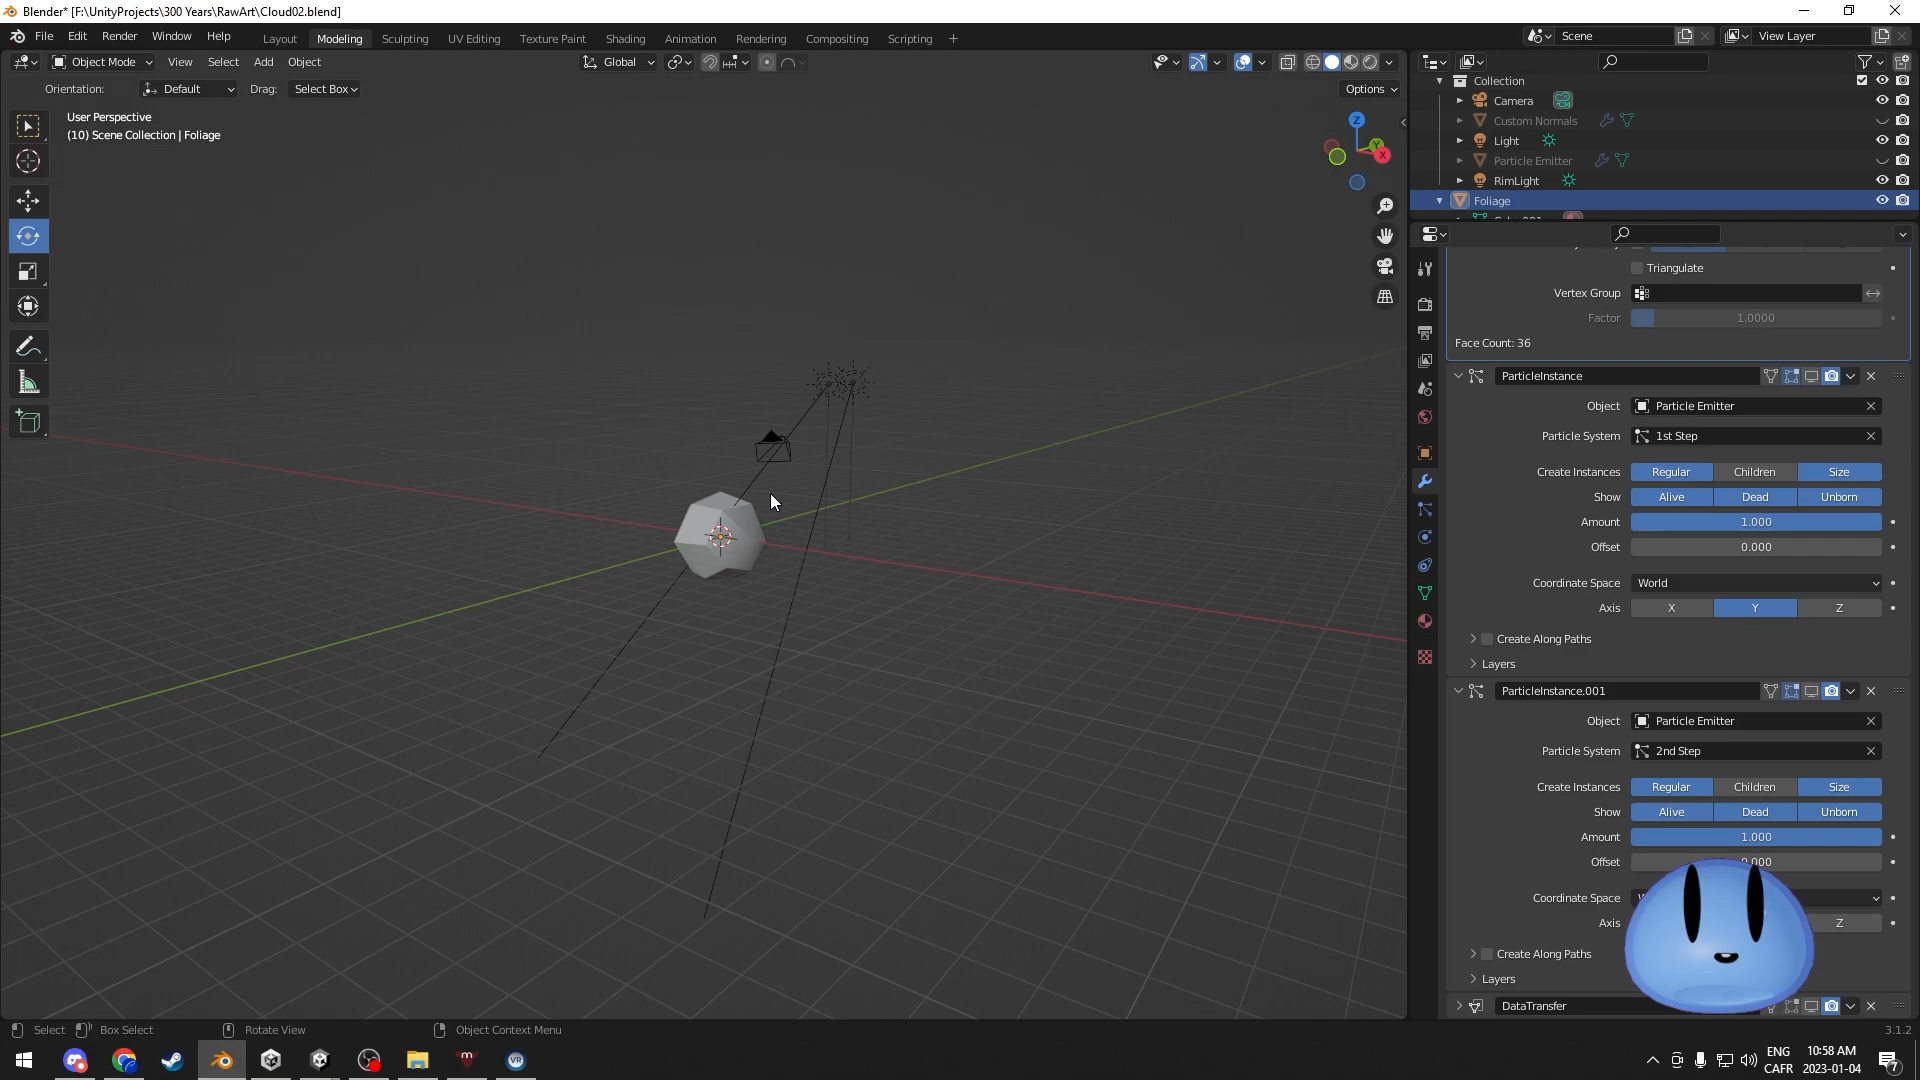 Blender* [F:\UnityProjects\300 Years\RawArt\Cloud02.blend]
File Edit Render Window Help
Layout Modeling Sculpting UV Editing Texture Paint Shading Animation Rendering Compositing Scripting
Scene
View Layer
Object Mode View Select Add Object
Global
Orientation: Default Drag: Select Box
Options
User Perspective
(10) Scene Collection | Foliage
Z
Y
X
Collection
Camera
Custom Normals
Light
Particle Emitter
RimLight
Foliage
Triangulate
Vertex Group
Factor 1.0000
Face Count: 36
ParticleInstance
Object Particle Emitter
Particle System 1st Step
Create Instances Regular Children Size
Show Alive Dead Unborn
Amount 1.000
Offset 0.000
Coordinate Space World
Axis X Y Z
Create Along Paths
Layers
ParticleInstance.001
Object Particle Emitter
Particle System 2nd Step
Create Instances Regular Children Size
Show Alive Dead Unborn
Amount 1.000
Offset 0.000
Coordinate Space
Axis Z
Create Along Paths
Layers
DataTransfer
Select Box Select Rotate View Object Context Menu
3.1.2
ENG
CAFR
10:58 AM
2023-01-04
7